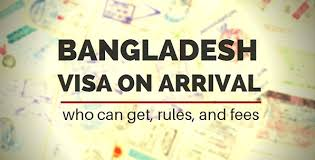 BANGLADESH
VISA ON ARRIVAL
who can get, rules, and fees